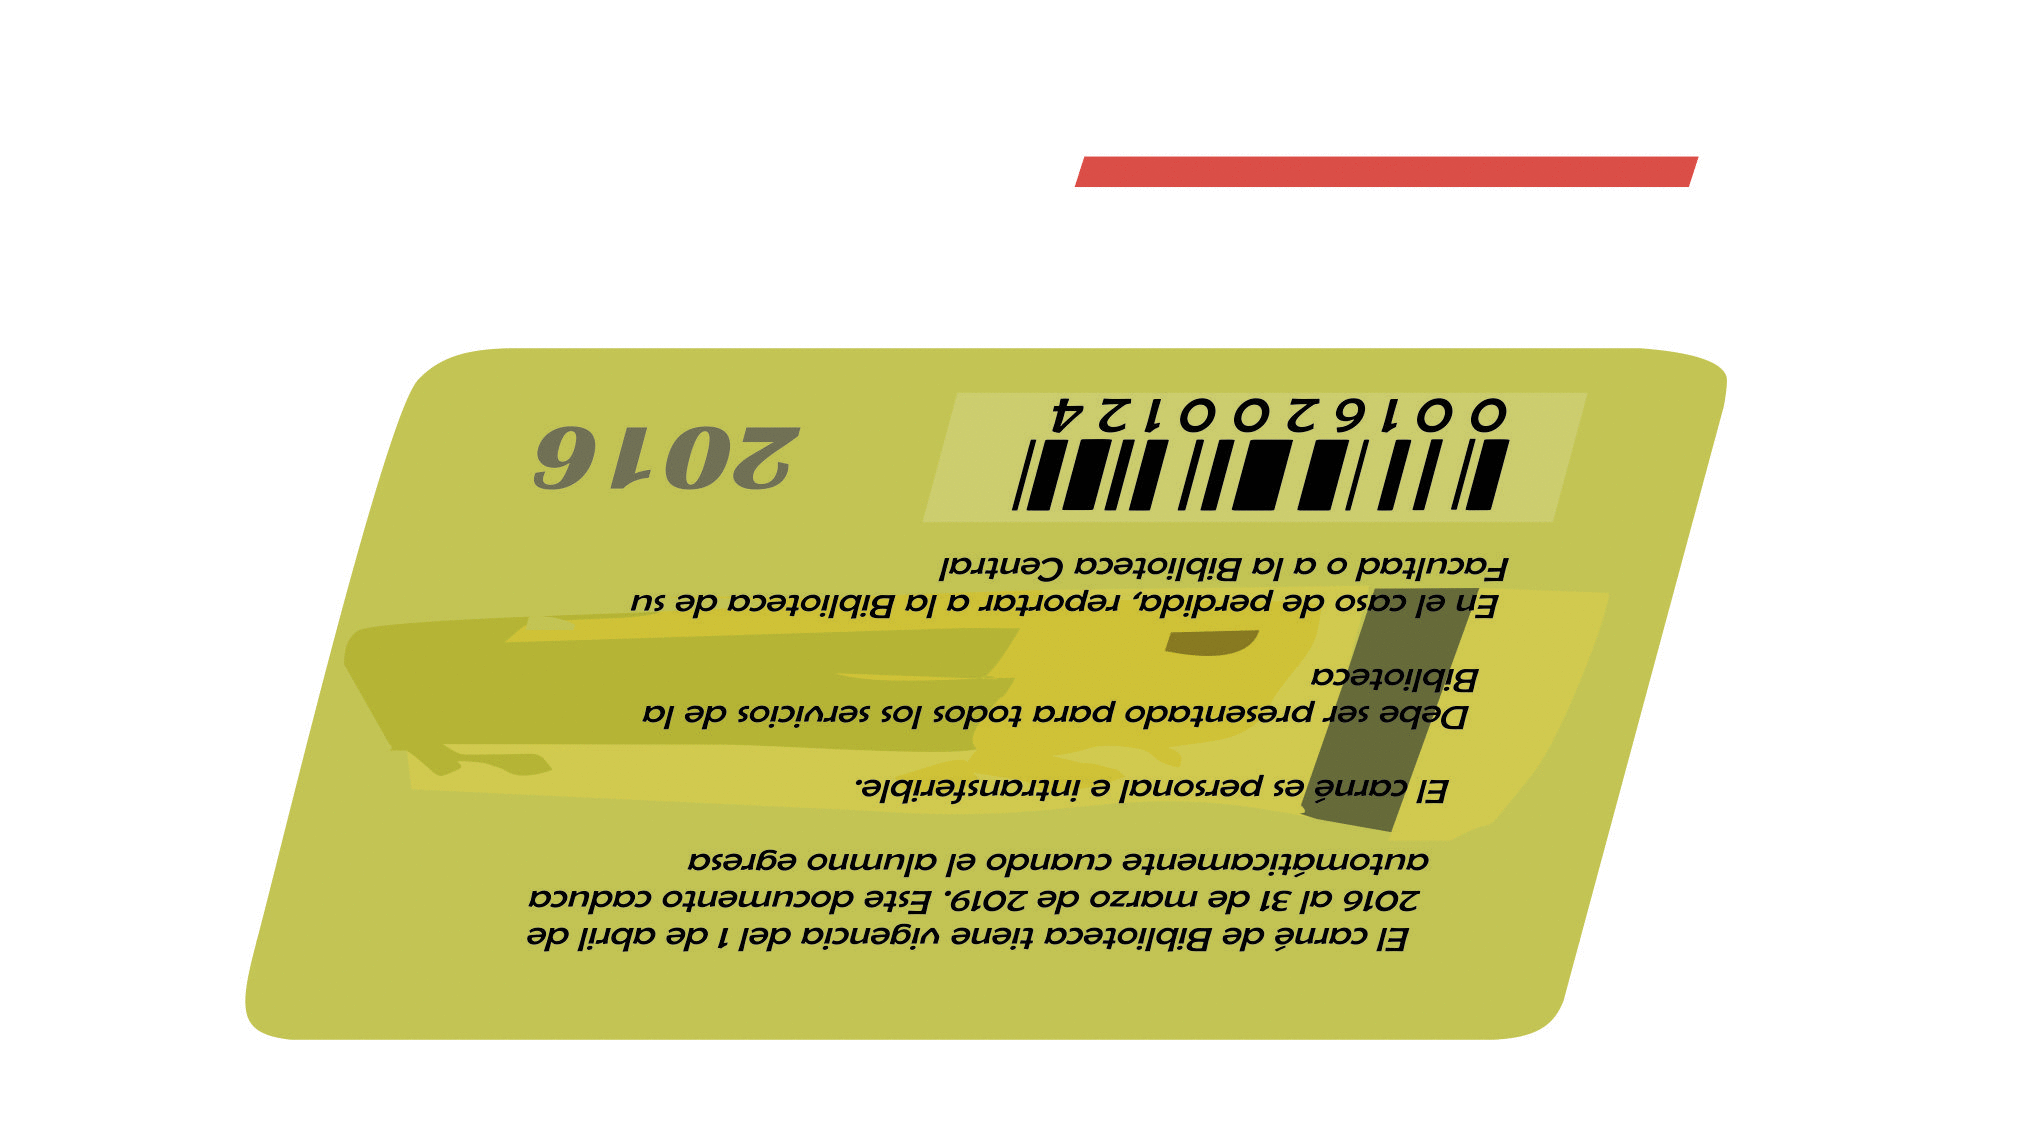 El carné de Biblioteca tiene vigencia del 1 de abril de
2016 al 31 de marzo de 2019. Este documento caduca
automáticamente cuando el alumno egresa
El carné es personal e intransferible.
Debe ser presentado para todos los servicios de la
Biblioteca
En el caso de perdida, reportar a la Biblioteca de su
Facultad o a la Biblioteca Central
0016200124
2016